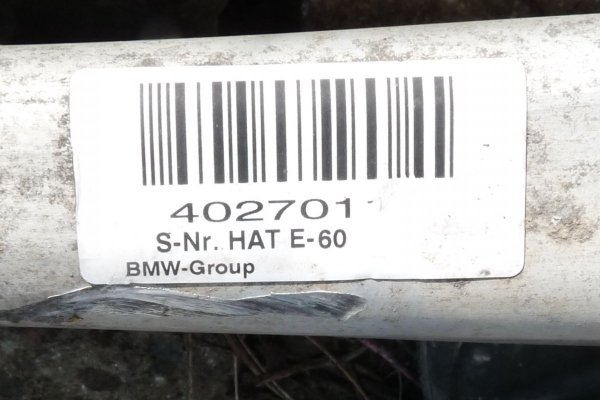 402701
S-Nr. HAT E-60
BMW-Group